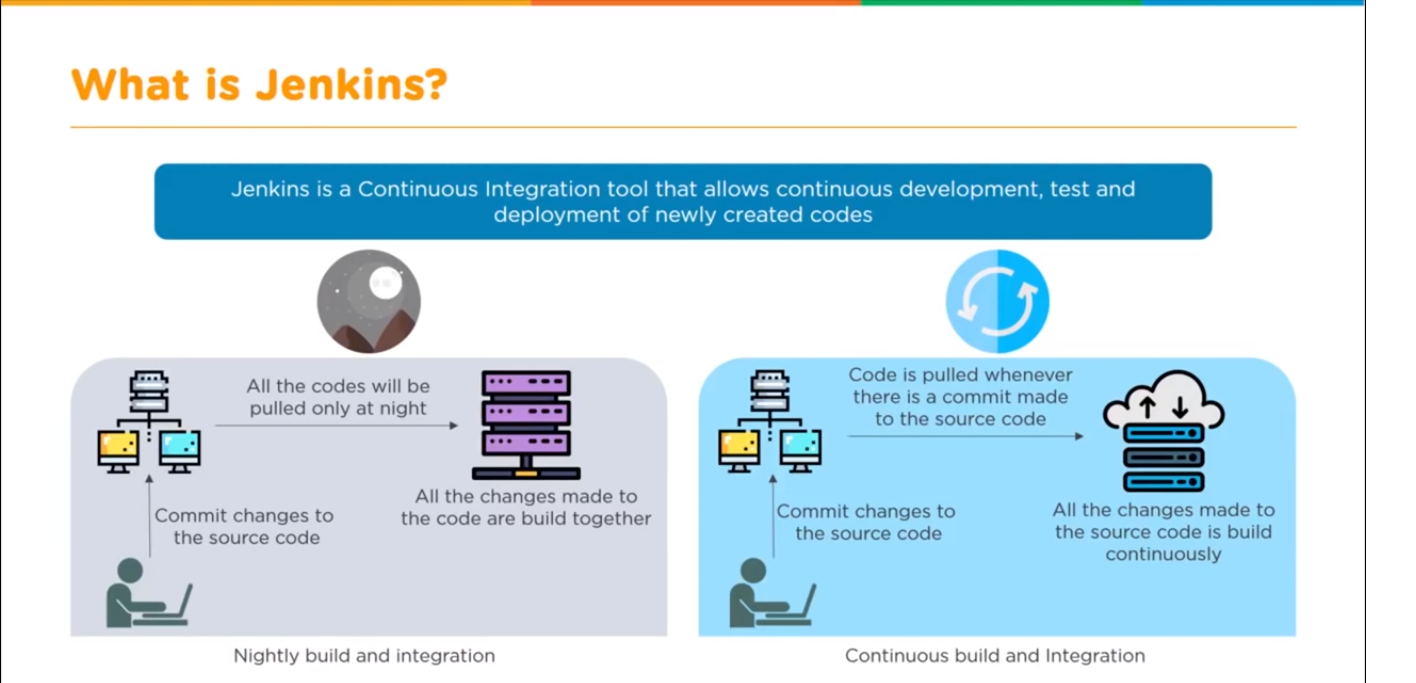 What is Jenkins?
Jenkins is a Continuous Integration tool that allows continuous development, test and
deployment of newly created codes
All the codes will be
pulled only at night
Commit changes to
the source code
All the changes made to
the code are build together
Nightly build and integration
Code is pulled whenever
there is a commit made
to the source code
Commit changes to
the source code
All the changes made to
the source code is build
continuously
Continuous build and Integration